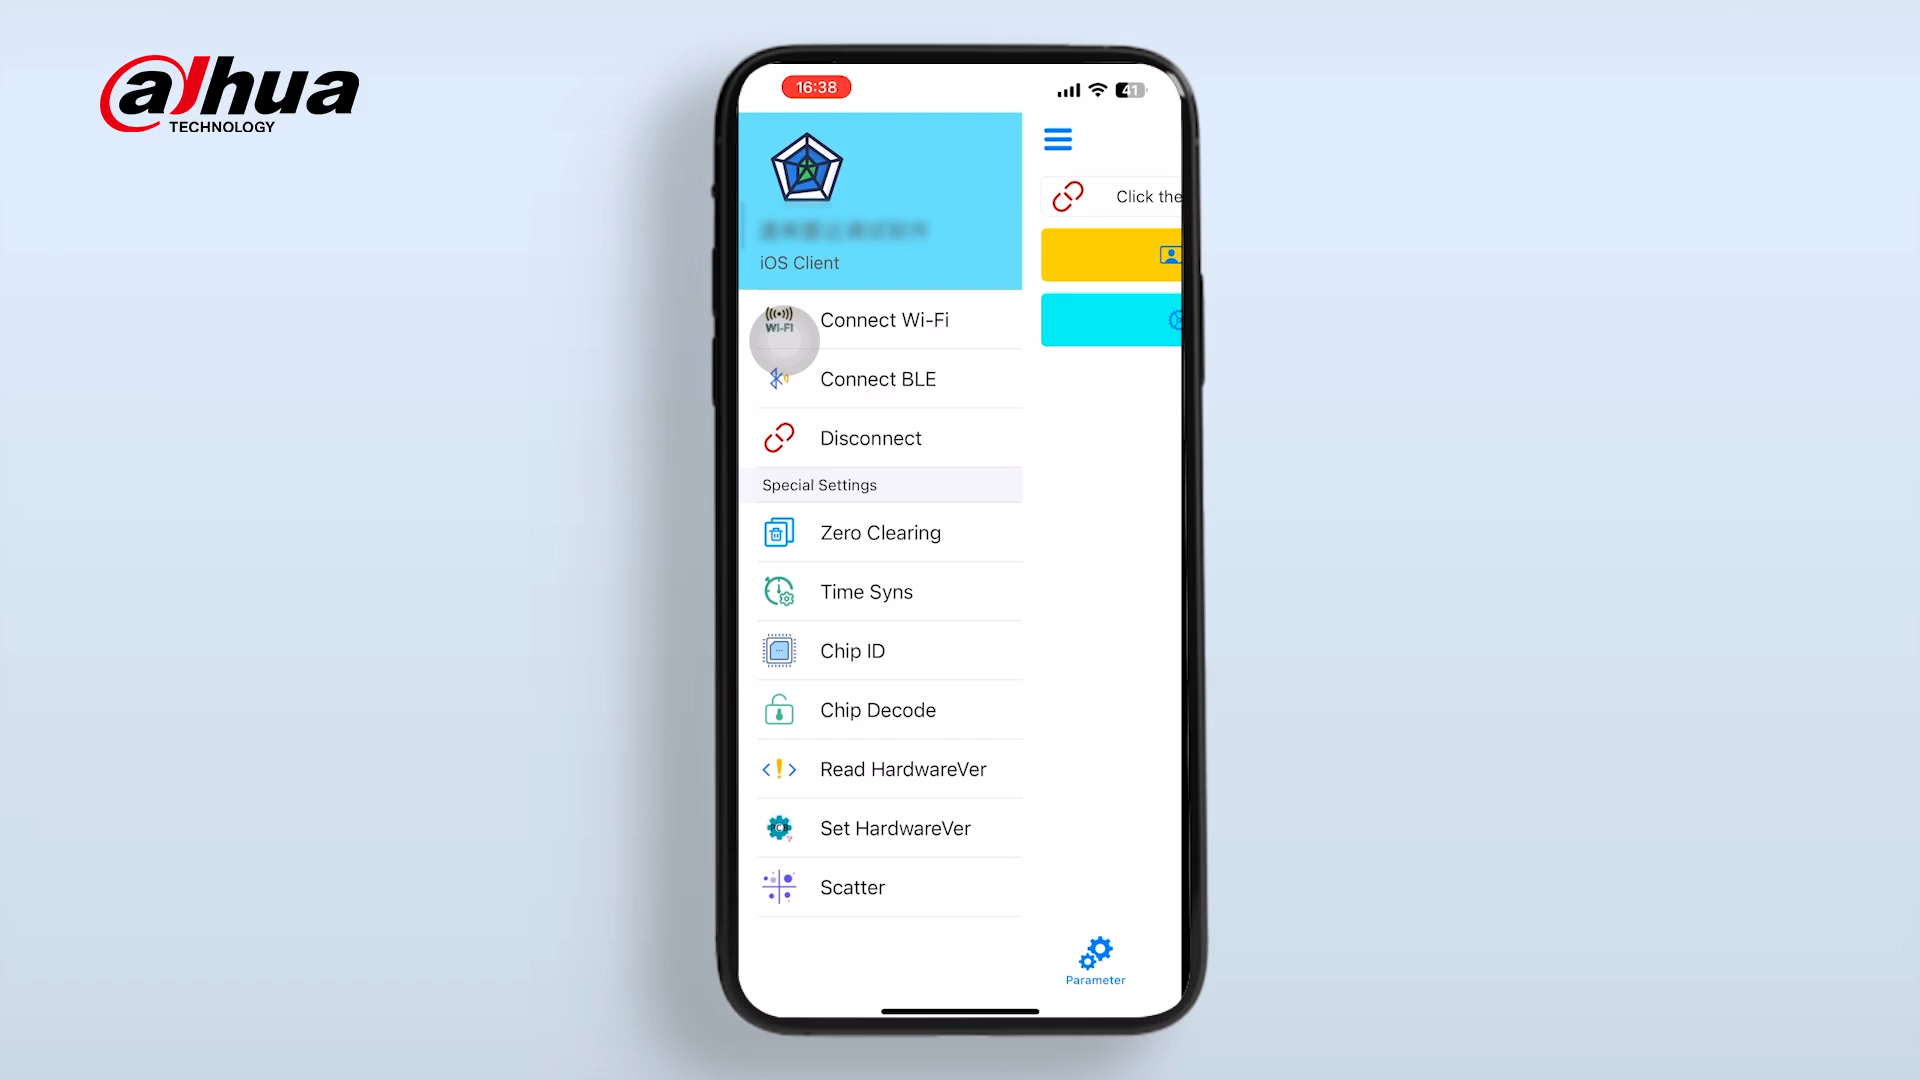 alhua
TECHNOLOGY
16:38
41
iOS Client
Click the
WI-FI
Connect Wi-Fi
Connect BLE
Disconnect
Special Settings
Zero Clearing
Time Syns
Chip ID
Chip Decode
Read HardwareVer
PCB
Set HardwareVer
Scatter
Parameter